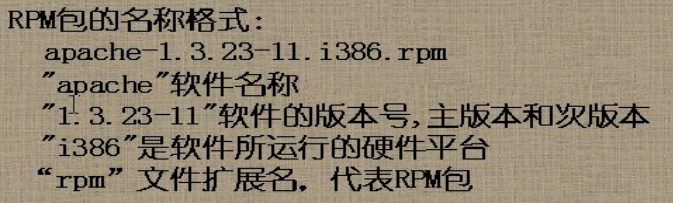 RPM包的名称格式:
apache-1.3.23-11.i386.rpm
"apache"软件名称
"1.3.23-11"软件的版本号,主版本和次版本
"i386"是软件所运行的硬件平台
“rpm”文件扩展名，代表RPM包